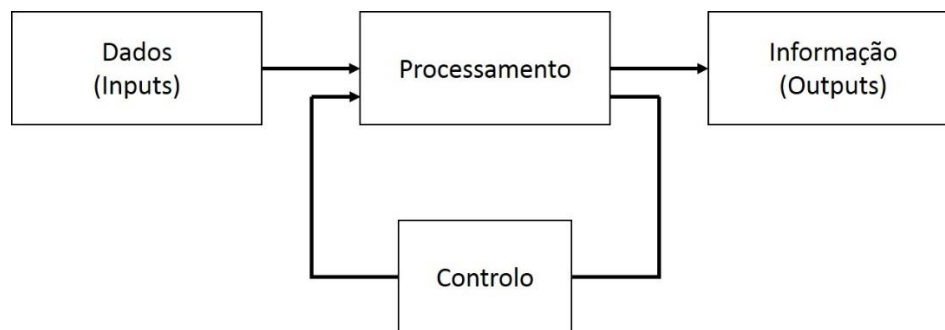 Dados
(Inputs)
Processamento
Informação
(Outputs)
Controlo